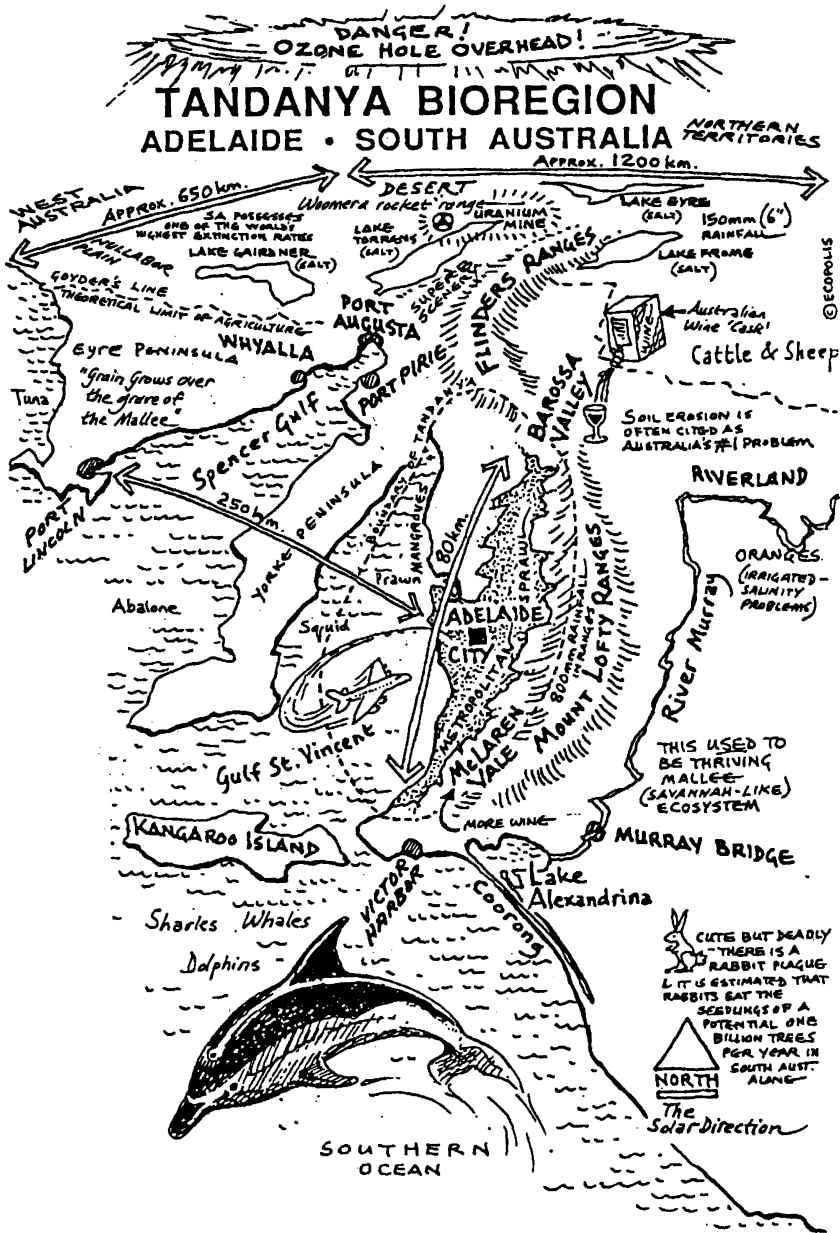 DANGER!
OZONE HOLE OVERHEAD!
TANDANYA BIOREGION
ADELAIDE • SOUTH AUSTRALIA
NORTHERN
TERRITORIES
APPROX. 1200 km.
WEST
AUSTRALIA
APPROX. 650 km.
DESERT
Woomera rocket range
URANIUM
MINE
LAKE EYRE
(SALT)
150mm (6")
RAINFALL
SA POSSESSES
ONE OF THE WORLD'S
HIGHEST EXTINCTION RATES
NULLABOR
PLAIN
LAKE GAIRDNER
(SALT)
LAKE
TORRENS
(SALT)
LAKE FROME
(SALT)
GOYDER'S LINE
THEORETICAL LIMIT OF AGRICULTURE
SUPERB
SCENERY
FLINDERS RANGES
© ECOPOLIS
PORT
AUGUSTA
WHYALLA
PORT PIRIE
WINE
Australian
Wine 'Cask'
Cattle & Sheep
EYRE PENINSULA
"Grain Grows over
the grave of
the Mallee"
Tuna
BAROSSA
VALLEY
SOIL EROSION IS
OFTEN CITED AS
AUSTRALIA'S #1 PROBLEM
Spencer Gulf
BOUNDARY OF TANDANYA
PORT
LINCOLN
250 km.
YORKE PENINSULA
MANGROVES
80km.
RIVERLAND
ORANGES
(IRRIGATED-
SALINITY
PROBLEMS)
Abalone
Prawn
Squid
ADELAIDE
CITY
METROPOLITAN
SPRAWL
800mm RAINFALL
IN RANGES
MOUNT LOFTY RANGES
River Murray
Gulf St. Vincent
McLAREN
VALE
MORE WINE
THIS USED TO
BE THRIVING
MALLEE
(SAVANNAH-LIKE)
ECOSYSTEM
KANGAROO ISLAND
MURRAY BRIDGE
VICTOR
HARBOR
Lake
Alexandrina
Coorong
Sharks Whales
Dolphins
CUTE BUT DEADLY
- THERE IS A
RABBIT PLAGUE
& IT IS ESTIMATED THAT
RABBITS EAT THE
SEEDLINGS OF A
POTENTIAL ONE
BILLION TREES
PER YEAR IN
SOUTH AUST.
ALONE
NORTH
The
Solar Direction
SOUTHERN
OCEAN